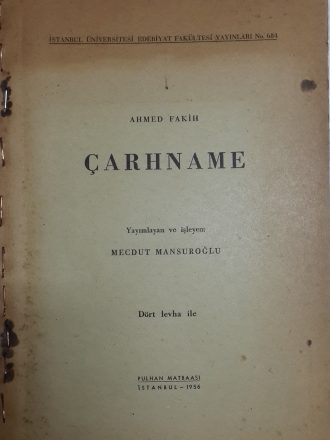 İSTANBUL ÜNİVERSİTESİ EDEBİYAT FAKÜLTESİ YAYINLARI No. 684
AHMED FAKİH
ÇARHNAME
Yayımlayan ve işleyen:
MECDUT MANSUROĞLU
Dört levha ile
PULHAN MATBAASI
İSTANBUL - 1956